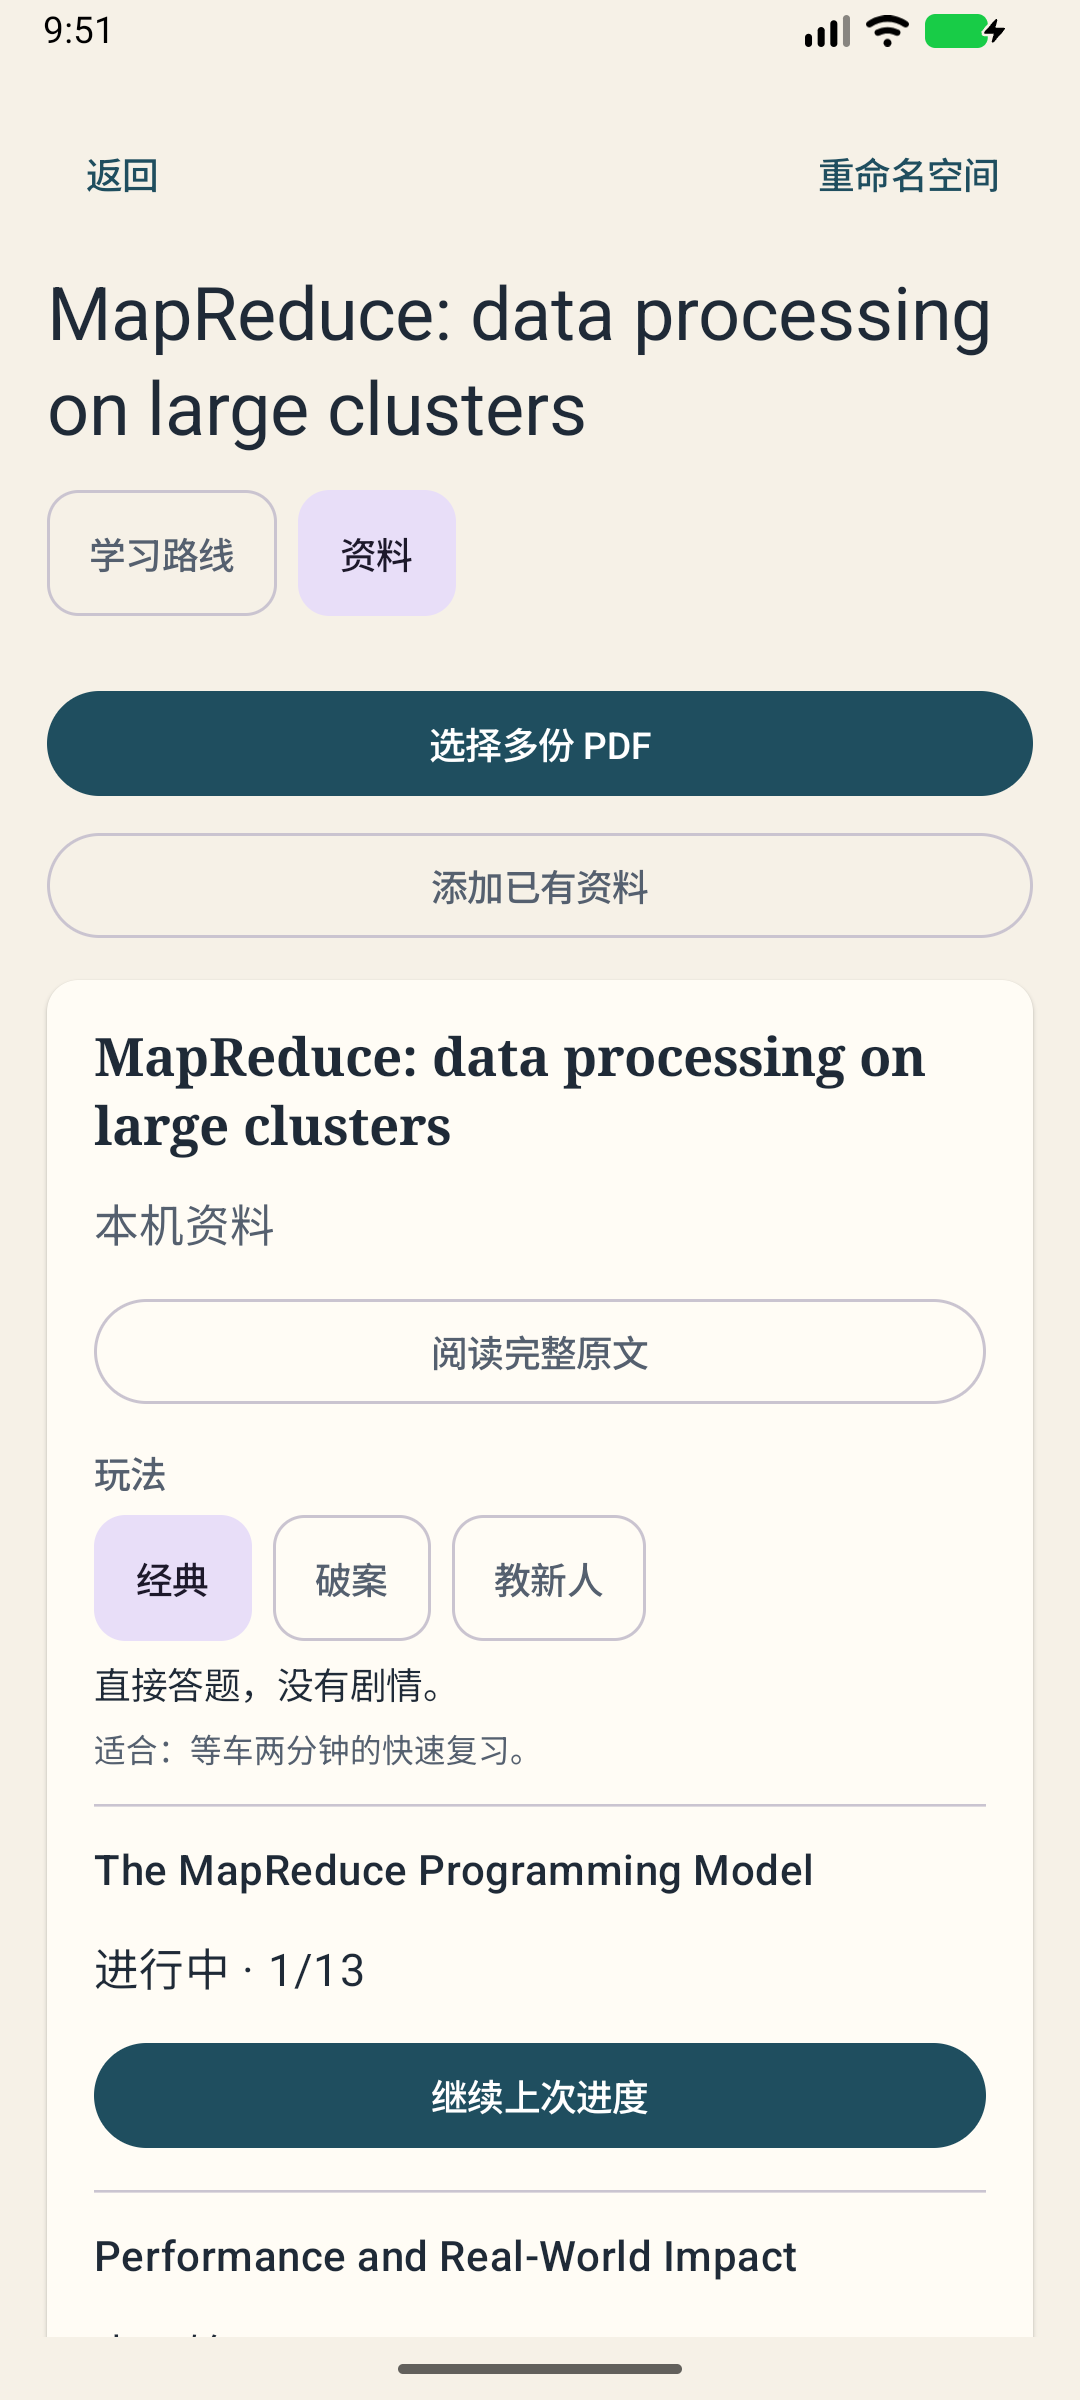 9:51
返回
重命名空间
MapReduce: data processing
on large clusters
学习路线
资料
选择多份 PDF
添加已有资料
MapReduce: data processing on
large clusters
本机资料
阅读完整原文
玩法
经典
破案
教新人
直接答题，没有剧情。
适合：等车两分钟的快速复习。
The MapReduce Programming Model
进行中 · 1/13
继续上次进度
Performance and Real-World Impact